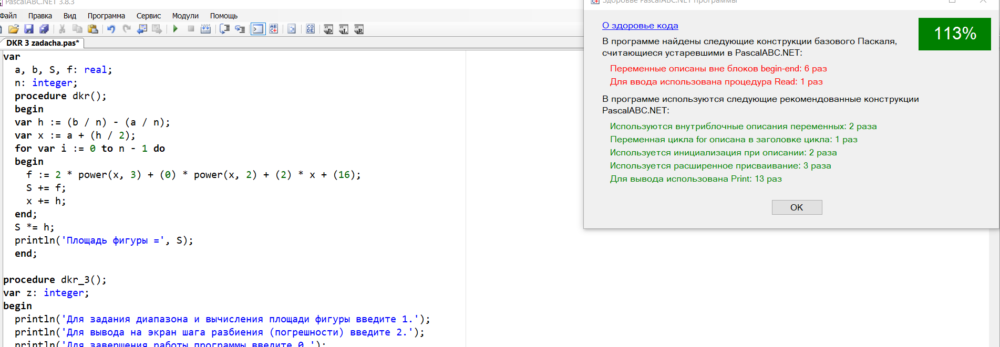 PascalABC.NET 3.8.3
Файл Правка Вид Программа Сервис Модули Помощь
DKR 3 zadacha.pas*
var
a, b, S, f: real;
n: integer;
procedure dkr();
begin
var h := (b / n) - (a / n);
var x := a + (h / 2);
for var i := 0 to n - 1 do
begin
f := 2 * power(x, 3) + (0) * power(x, 2) + (2) * x + (16);
S += f;
x += h;
end;
S *= h;
println('Площадь фигуры =', S);
end;
procedure dkr_3();
var z: integer;
begin
println('Для задания диапазона и вычисления площади фигуры введите 1.');
println('Для вывода на экран шага разбиения (погрешности) введите 2.');
println('Для завершения работы программы введите 0.');
Здоровье PascalABC.NET программы
О здоровье кода
113%
В программе найдены следующие конструкции базового Паскаля,
считающиеся устаревшими в PascalABC.NET:
Переменные описаны вне блоков begin-end: 6 раз
Для ввода использована процедура Read: 1 раз
В программе используются следующие рекомендованные конструкции
PascalABC.NET:
Используются внутриблочные описания переменных: 2 раза
Переменная цикла for описана в заголовке цикла: 1 раз
Используется инициализация при описании: 2 раза
Используется расширенное присваивание: 3 раза
Для вывода использована Print: 13 раз
OK